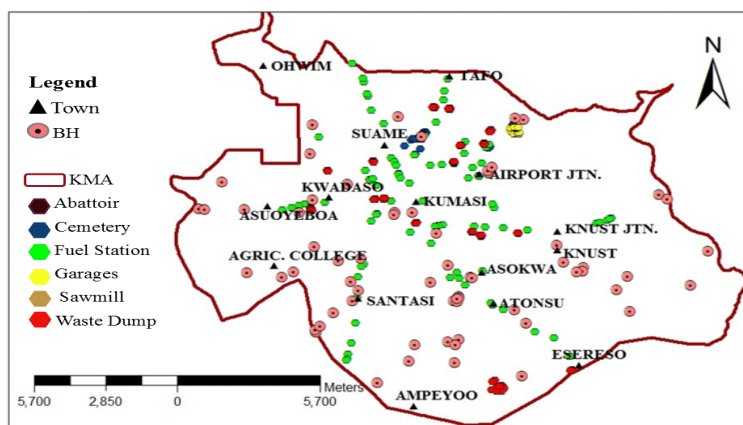 N
OHWIM
TAFO
Legend
Town
BH
KMA
Abattoir
Cemetery
Fuel Station
Garages
Sawmill
Waste Dump
SUAME
AIRPORT JTN.
KWADASO
ASUOYEBOA
KUMASI
KNUST JTN.
KNUST
AGRIC. COLLEGE
ASOKWA
SANTASI
ATONSU
ESERESO
AMPEYOO
Meters
5,700 2,850 0 5,700